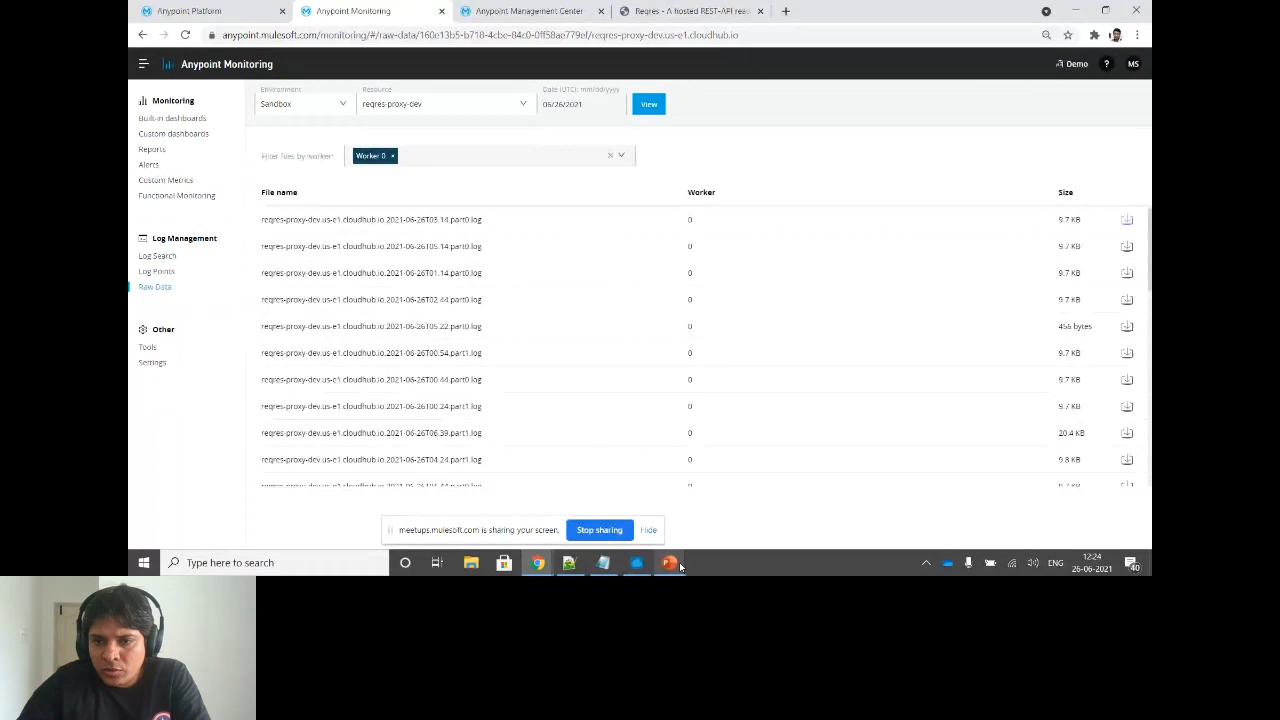 Anypoint Platform
Anypoint Monitoring
Anypoint Management Center
Reqres - A hosted REST-API read
anypoint.mulesoft.com/monitoring/#/raw-data/160e13b5-b718-4cbe-84c0-0ff58ae779ef/reqres-proxy-dev.us-e1.cloudhub.io
Anypoint Monitoring
Demo
?
MS
Monitoring
Built-in dashboards
Custom dashboards
Reports
Alerts
Custom Metrics
Functional Monitoring
Log Management
Log Search
Log Points
Raw Data
Other
Tools
Settings
Environment
Sandbox
Resource
reqres-proxy-dev
Date (UTC): mm/dd/yyyy
06/26/2021
View
Filter files by worker:
Worker 0 ×
File name Worker Size
reqres-proxy-dev.us-e1.cloudhub.io.2021-06-26T03.14.part0.log 0 9.7 KB
reqres-proxy-dev.us-e1.cloudhub.io.2021-06-26T05.14.part0.log 0 9.7 KB
reqres-proxy-dev.us-e1.cloudhub.io.2021-06-26T01.14.part0.log 0 9.7 KB
reqres-proxy-dev.us-e1.cloudhub.io.2021-06-26T02.44.part0.log 0 9.7 KB
reqres-proxy-dev.us-e1.cloudhub.io.2021-06-26T05.22.part0.log 0 456 bytes
reqres-proxy-dev.us-e1.cloudhub.io.2021-06-26T00.54.part1.log 0 9.7 KB
reqres-proxy-dev.us-e1.cloudhub.io.2021-06-26T00.44.part0.log 0 9.7 KB
reqres-proxy-dev.us-e1.cloudhub.io.2021-06-26T00.24.part1.log 0 9.7 KB
reqres-proxy-dev.us-e1.cloudhub.io.2021-06-26T06.39.part1.log 0 20.4 KB
reqres-proxy-dev.us-e1.cloudhub.io.2021-06-26T04.24.part1.log 0 9.8 KB
meetups.mulesoft.com is sharing your screen.
Stop sharing
Hide
Type here to search
ENG
12:24
26-06-2021
40